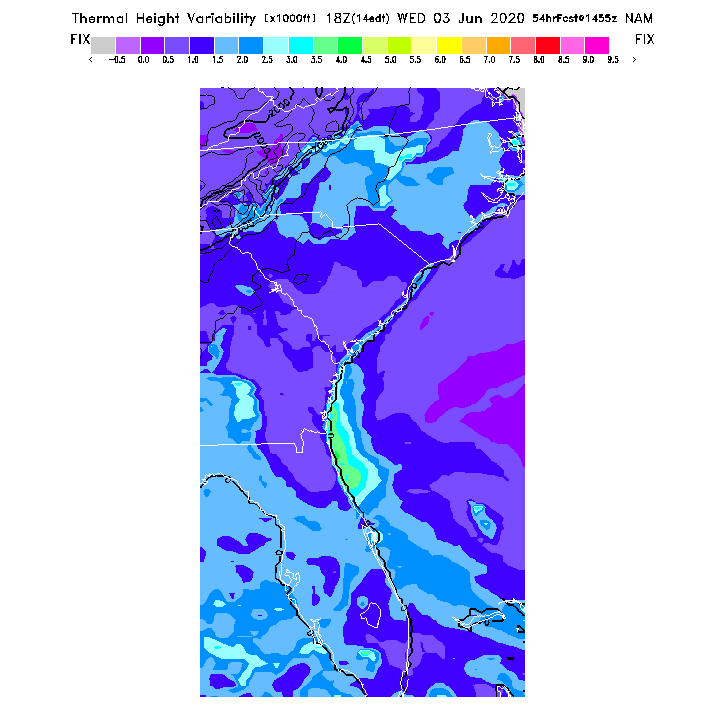 Thermal Height Variability [x1000ft] 18Z(14edt) WED 03 Jun 2020 54hrFcst@1455z NAM
FIX FIX
< -0.5 0.0 0.5 1.0 1.5 2.0 2.5 3.0 3.5 4.0 4.5 5.0 5.5 6.0 6.5 7.0 7.5 8.0 8.5 9.0 9.5 >
2000